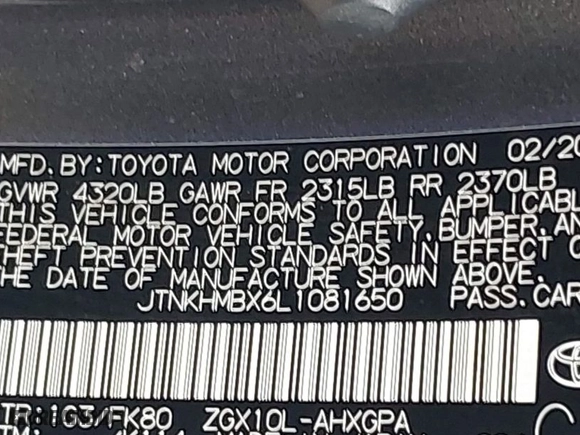 MFD. BY: TOYOTA MOTOR CORPORATION 02/20
GVWR 4320LB GAWR FR 2315LB RR 2370LB
THIS VEHICLE CONFORMS TO ALL APPLICABL
FEDERAL MOTOR VEHICLE SAFETY, BUMPER, AN
THEFT PREVENTION STANDARDS IN EFFECT O
THE DATE OF MANUFACTURE SHOWN ABOVE.
JTNKHMBX6L1081650 PASS. CAR
FK80 ZGX10L-AHXGPA